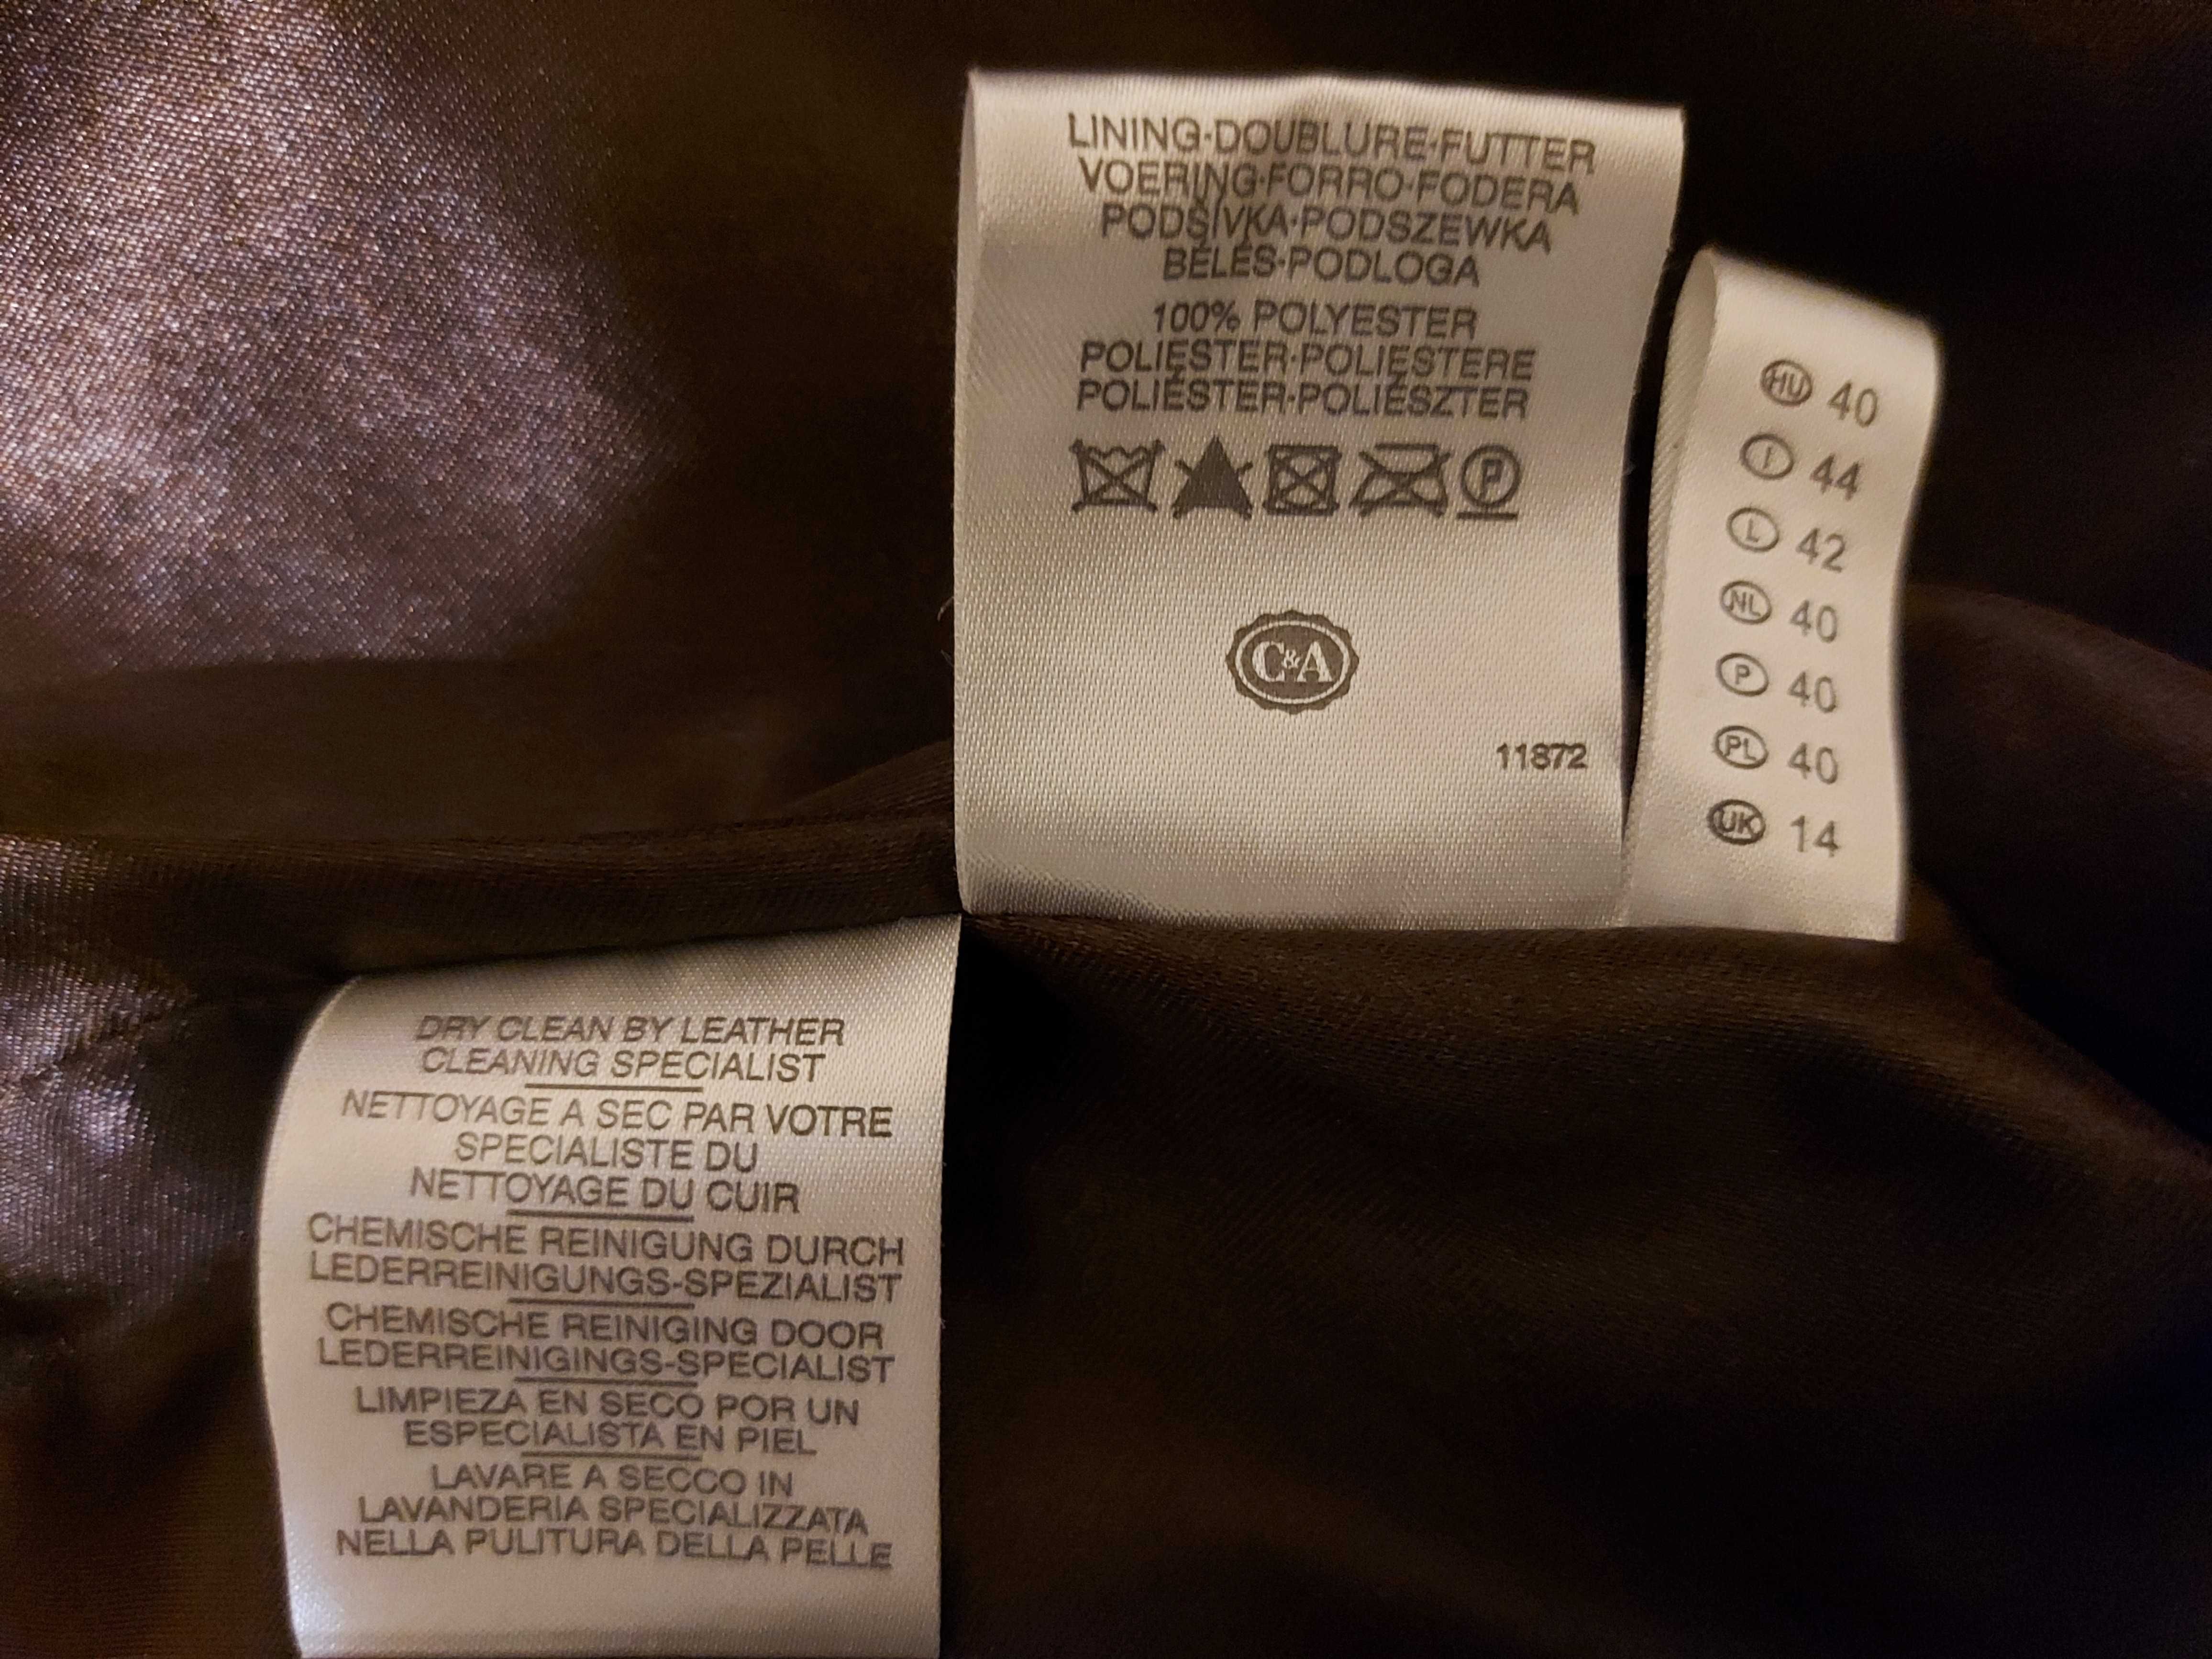 LINING·DOUBLURE·FUTTER
VOERING·FORRO·FODERA
PODŠÍVKA·PODSZEWKA
BÉLÉS·PODLOGA
100% POLYESTER
POLIESTER·POLIESTERE
POLIÉSTER·POLIÉSZTER
P
C&A
11872
HU 40
I 44
L 42
NL 40
P 40
PL 40
UK 14
DRY CLEAN BY LEATHER
CLEANING SPECIALIST
NETTOYAGE A SEC PAR VOTRE
SPECIALISTE DU
NETTOYAGE DU CUIR
CHEMISCHE REINIGUNG DURCH
LEDERREINIGUNGS-SPEZIALIST
CHEMISCHE REINIGING DOOR
LEDERREINIGINGS-SPECIALIST
LIMPIEZA EN SECO POR UN
ESPECIALISTA EN PIEL
LAVARE A SECCO IN
LAVANDERIA SPECIALIZZATA
NELLA PULITURA DELLA PELLE